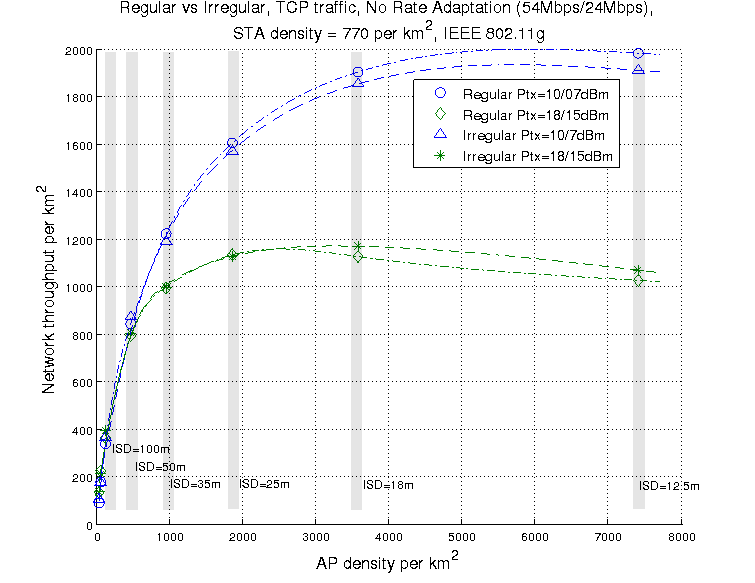 Regular vs Irregular, TCP traffic, No Rate Adaptation (54Mbps/24Mbps),
STA density = 770 per km², IEEE 802.11g
Network throughput per km²
2000
1800
1600
1400
1200
1000
800
600
400
200
0
Regular Ptx=10/07dBm
Regular Ptx=18/15dBm
Irregular Ptx=10/7dBm
Irregular Ptx=18/15dBm
ISD=100m
ISD=50m
ISD=35m
ISD=25m
ISD=18m
ISD=12.5m
0 1000 2000 3000 4000 5000 6000 7000 8000
AP density per km²